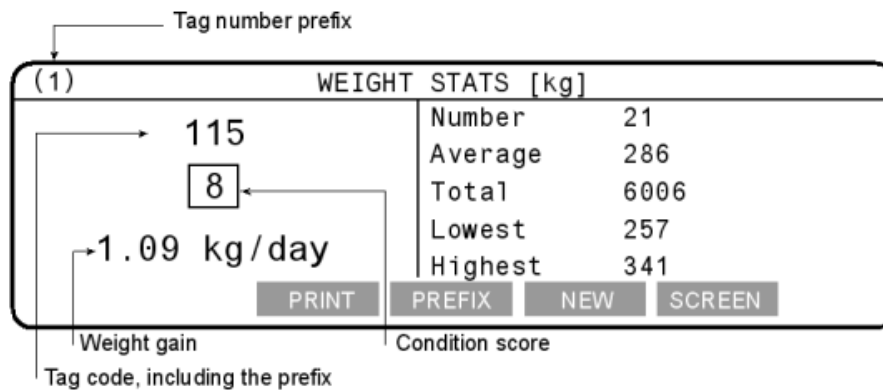 Tag number prefix
(1) WEIGHT STATS [kg]
115
8
1.09 kg/day
Number 21
Average 286
Total 6006
Lowest 257
Highest 341
PRINT PREFIX NEW SCREEN
Weight gain Condition score
Tag code, including the prefix